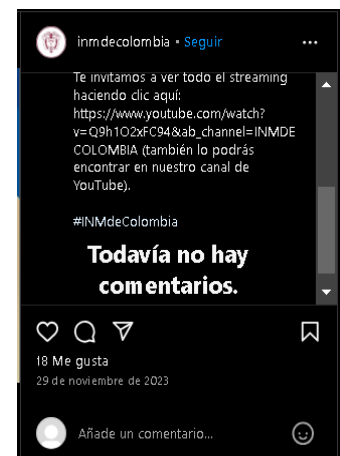 inmdecolombia • Seguir
Te invitamos a ver todo el streaming
haciendo clic aquí:
https://www.youtube.com/watch?
v=Q9h1O2xFC94&ab_channel=INMDE
COLOMBIA (también lo podrás
encontrar en nuestro canal de
YouTube).
#INMdeColombia
Todavía no hay
comentarios.
18 Me gusta
29 de noviembre de 2023
Añade un comentario...